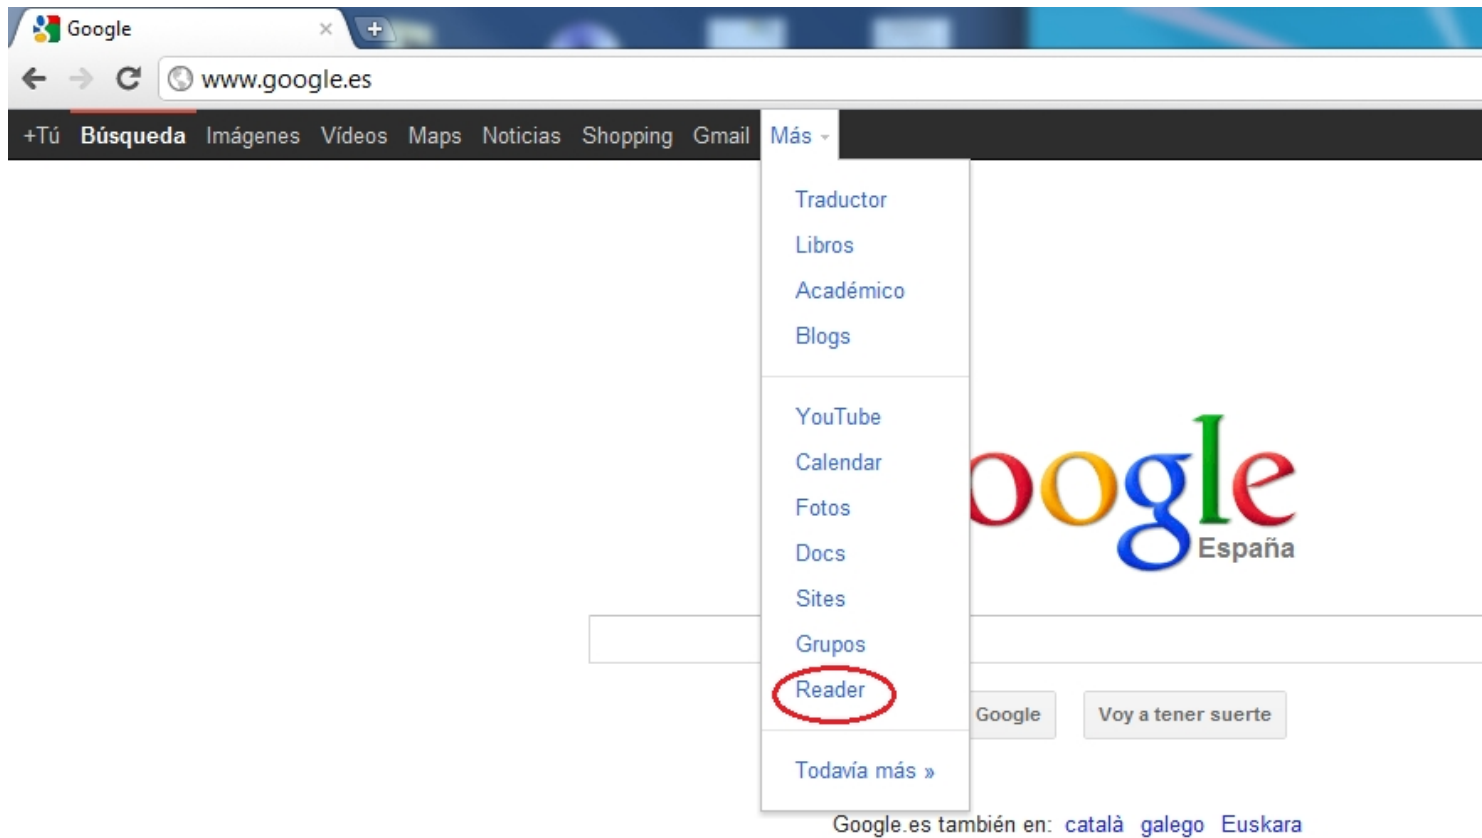 Google
www.google.es
+Tú Búsqueda Imágenes Vídeos Maps Noticias Shopping Gmail Más
Traductor
Libros
Académico
Blogs
YouTube
Calendar
Fotos
Docs
Sites
Grupos
Reader
Todavía más »
oogle
España
Google
Voy a tener suerte
Google.es también en: català galego Euskara